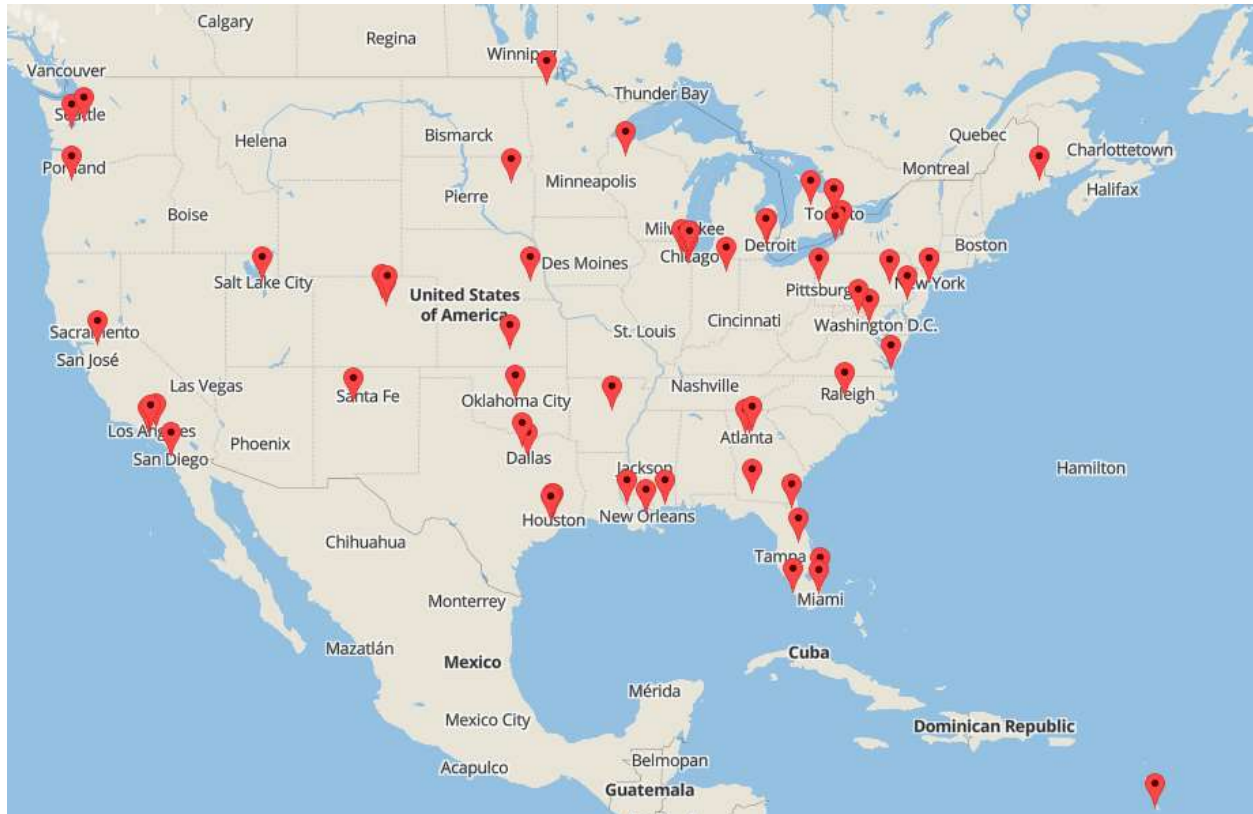 Calgary
Regina
Winnipeg
Vancouver
Thunder Bay
Seattle
Helena
Bismarck
Quebec
Charlottetown
Montreal
Portland
Minneapolis
Halifax
Pierre
Boise
Toronto
Milwaukee
Detroit
Boston
Chicago
Des Moines
Salt Lake City
New York
Pittsburgh
United States
of America
Cincinnati
Washington D.C.
Sacramento
St. Louis
San José
Las Vegas
Nashville
Santa Fe
Raleigh
Oklahoma City
Los Angeles
Phoenix
Atlanta
San Diego
Dallas
Jackson
Hamilton
Houston
New Orleans
Chihuahua
Tampa
Monterrey
Miami
Mazatlán
Cuba
Mexico
Mérida
Mexico City
Dominican Republic
Belmopan
Acapulco
Guatemala